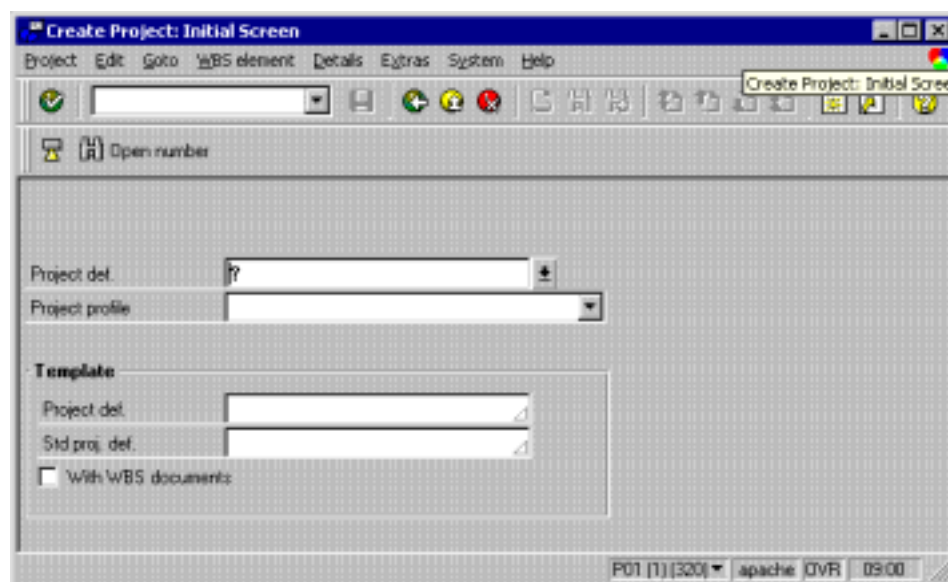 Create Project: Initial Screen
Project Edit Goto WBS element Details Extras System Help
Create Project: Initial Scree
Open number
Project def. ?
Project profile
Template
Project def.
Std proj. def.
With WBS documents
P01 (1) (320) apache OVR 09:00